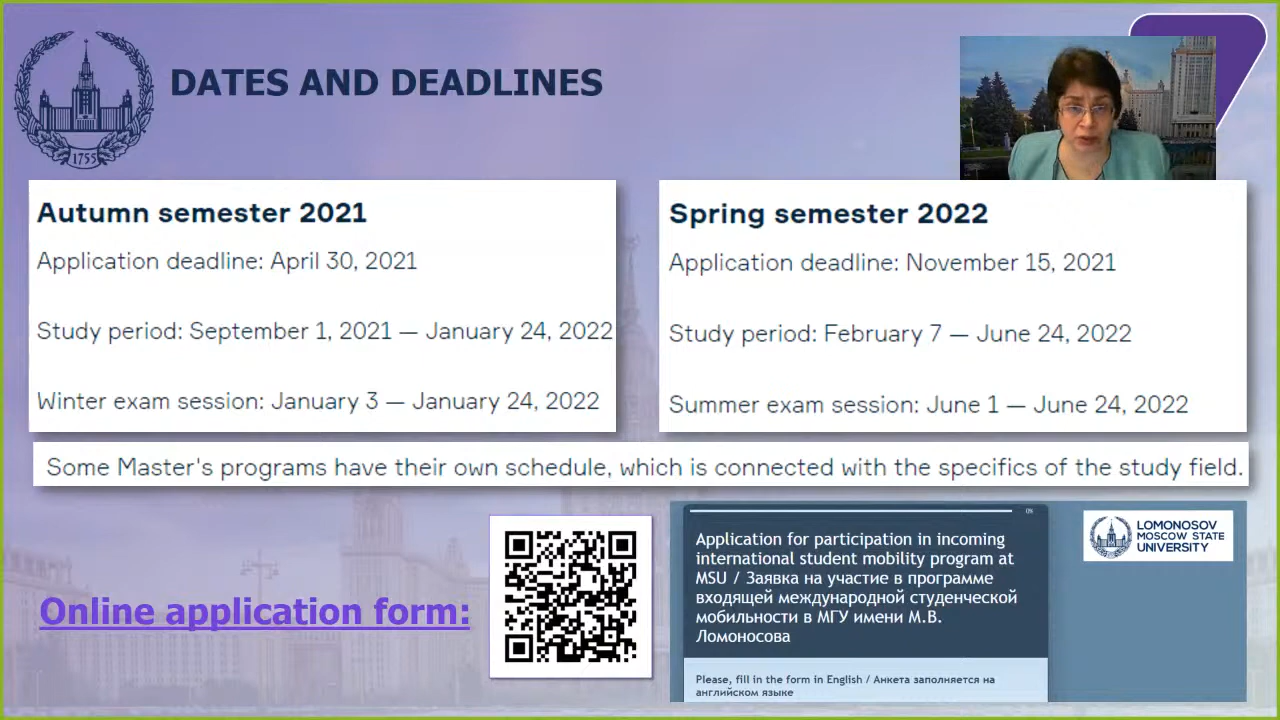 1755
DATES AND DEADLINES
Autumn semester 2021
Application deadline: April 30, 2021
Study period: September 1, 2021 — January 24, 2022
Winter exam session: January 3 — January 24, 2022
Spring semester 2022
Application deadline: November 15, 2021
Study period: February 7 — June 24, 2022
Summer exam session: June 1 — June 24, 2022
Some Master's programs have their own schedule, which is connected with the specifics of the study field.
Online application form:
0%
Application for participation in incoming
international student mobility program at
MSU / Заявка на участие в программе
входящей международной студенческой
мобильности в МГУ имени М.В.
Ломоносова
Please, fill in the form in English / Анкета заполняется на
английском языке
LOMONOSOV
MOSCOW STATE
UNIVERSITY